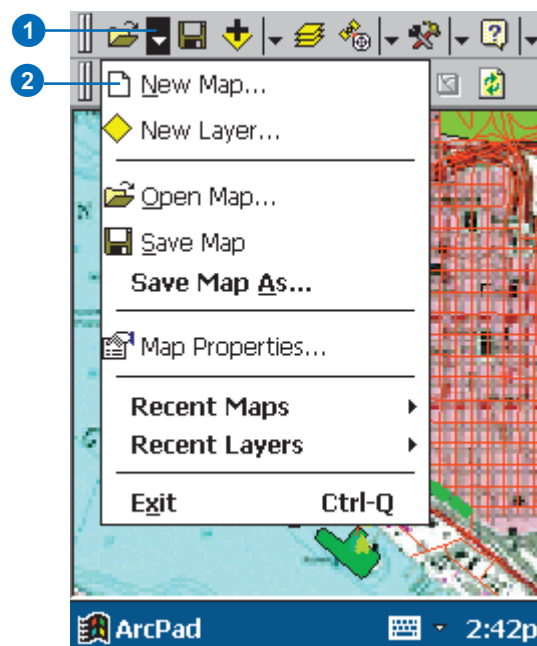 1
2
New Map...
New Layer...
Open Map...
Save Map
Save Map As...
Map Properties...
Recent Maps
Recent Layers
Exit Ctrl-Q
ArcPad 2:42p